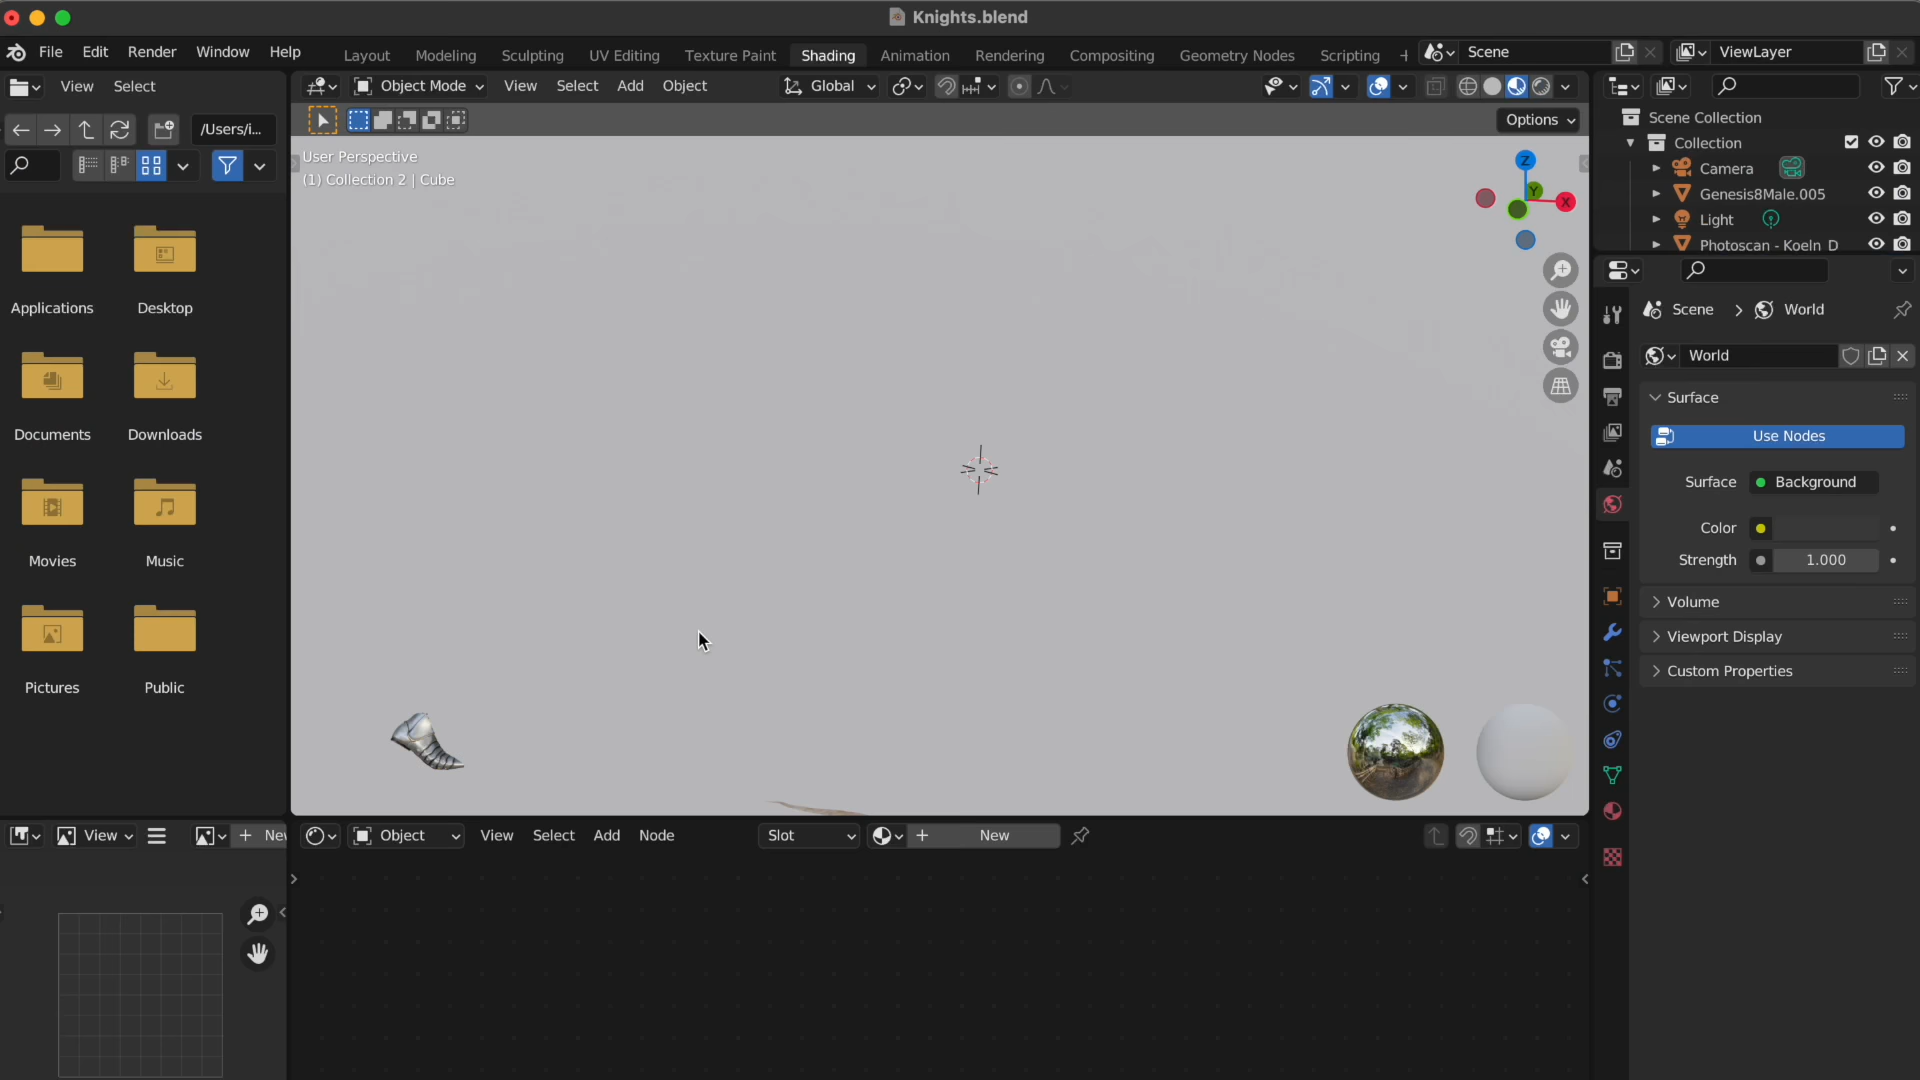 Knights.blend
File Edit Render Window Help
Layout Modeling Sculpting UV Editing Texture Paint Shading Animation Rendering Compositing Geometry Nodes Scripting
Scene
ViewLayer
View Select
Object Mode View Select Add Object
Global
/Users/i...
Options
User Perspective
(1) Collection 2 | Cube
Z
Y
X
Scene Collection
Collection
Camera
Genesis8Male.005
Light
Photoscan - Koeln D
Applications Desktop
Documents Downloads
Movies Music
Pictures Public
Scene World
World
Surface
Use Nodes
Surface Background
Color
Strength 1.000
Volume
Viewport Display
Custom Properties
View
+ Nev
Object View Select Add Node
Slot
+ New